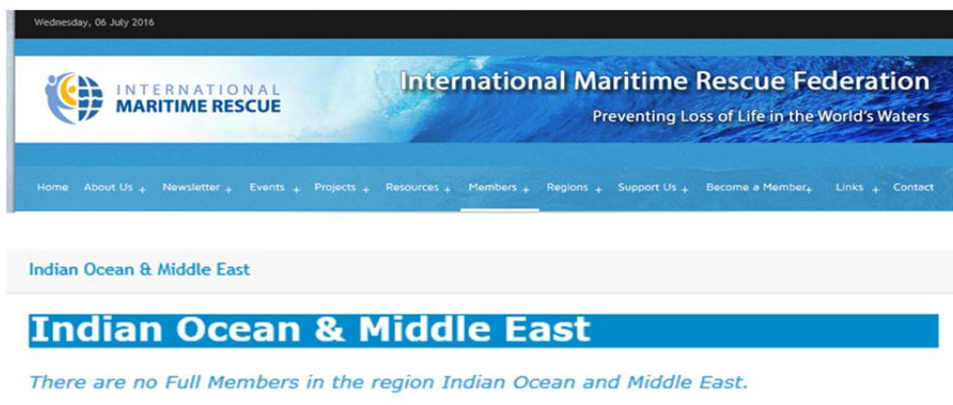 Wednesday, 06 July 2016
INTERNATIONAL
MARITIME RESCUE
International Maritime Rescue Federation
Preventing Loss of Life in the World's Waters
Home About Us + Newsletter + Events + Projects + Resources + Members + Regions + Support Us + Become a Member+ Links + Contact
Indian Ocean & Middle East
Indian Ocean & Middle East
There are no Full Members in the region Indian Ocean and Middle East.